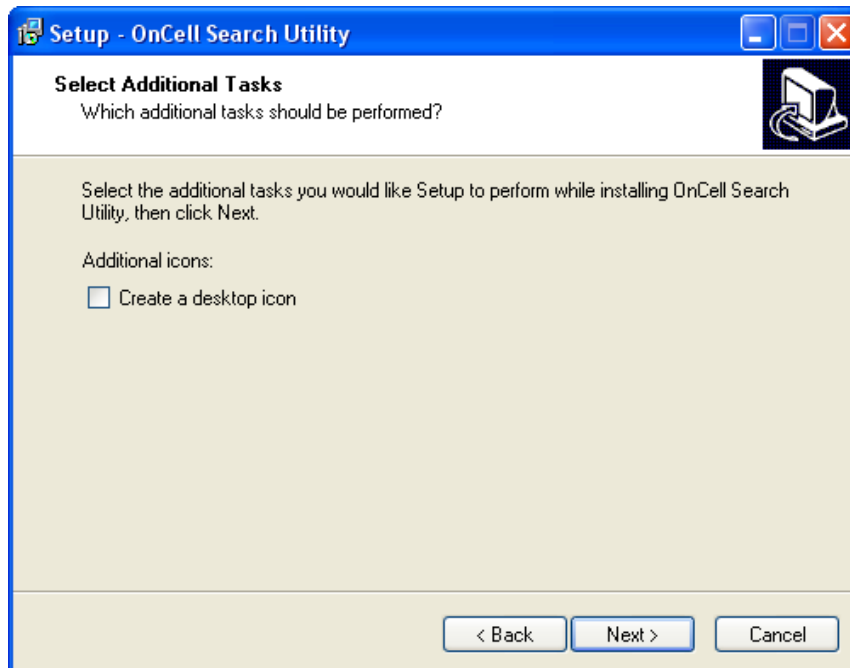 Setup - OnCell Search Utility
Select Additional Tasks
Which additional tasks should be performed?
Select the additional tasks you would like Setup to perform while installing OnCell Search
Utility, then click Next.
Additional icons:
Create a desktop icon
< Back
Next >
Cancel